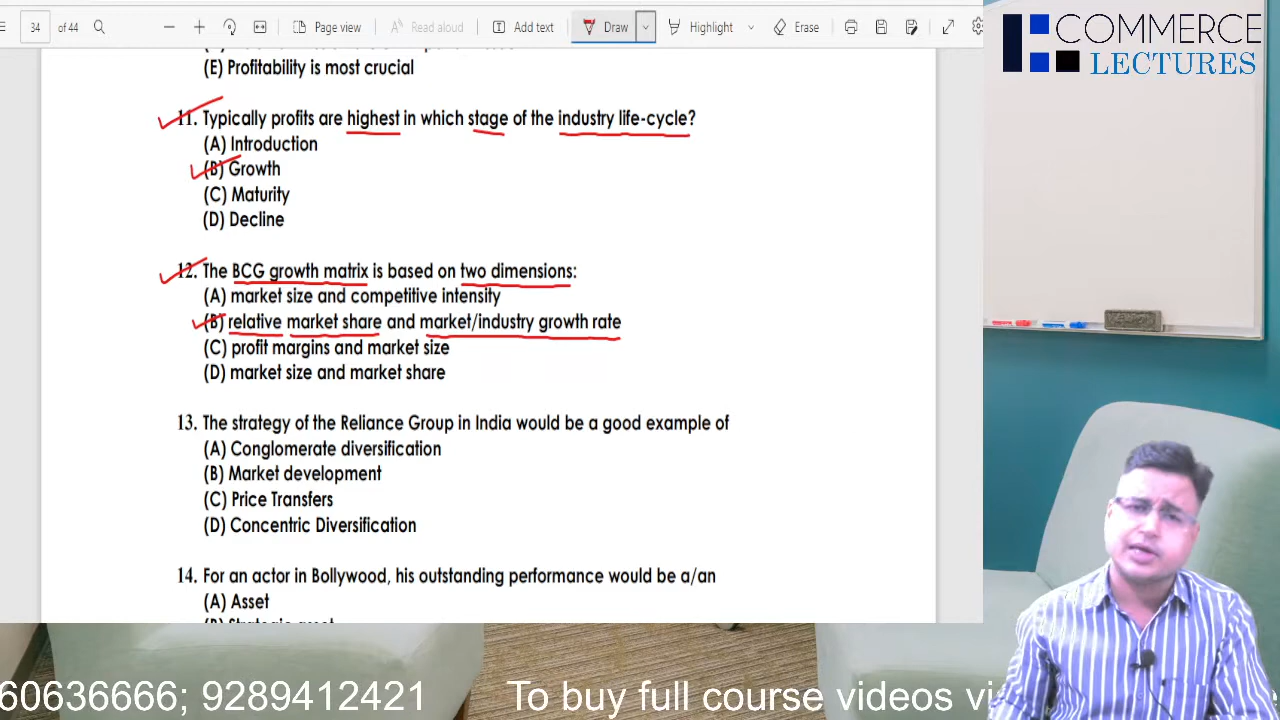 34 of 44 Page view Read aloud Add text Draw Highlight Erase
COMMERCE
LECTURES
(E) Profitability is most crucial
11. Typically profits are highest in which stage of the industry life-cycle?
(A) Introduction
(B) Growth
(C) Maturity
(D) Decline
12. The BCG growth matrix is based on two dimensions:
(A) market size and competitive intensity
(B) relative market share and market/industry growth rate
(C) profit margins and market size
(D) market size and market share
13. The strategy of the Reliance Group in India would be a good example of
(A) Conglomerate diversification
(B) Market development
(C) Price Transfers
(D) Concentric Diversification
14. For an actor in Bollywood, his outstanding performance would be a/an
(A) Asset
60636666; 9289412421 To buy full course videos vi